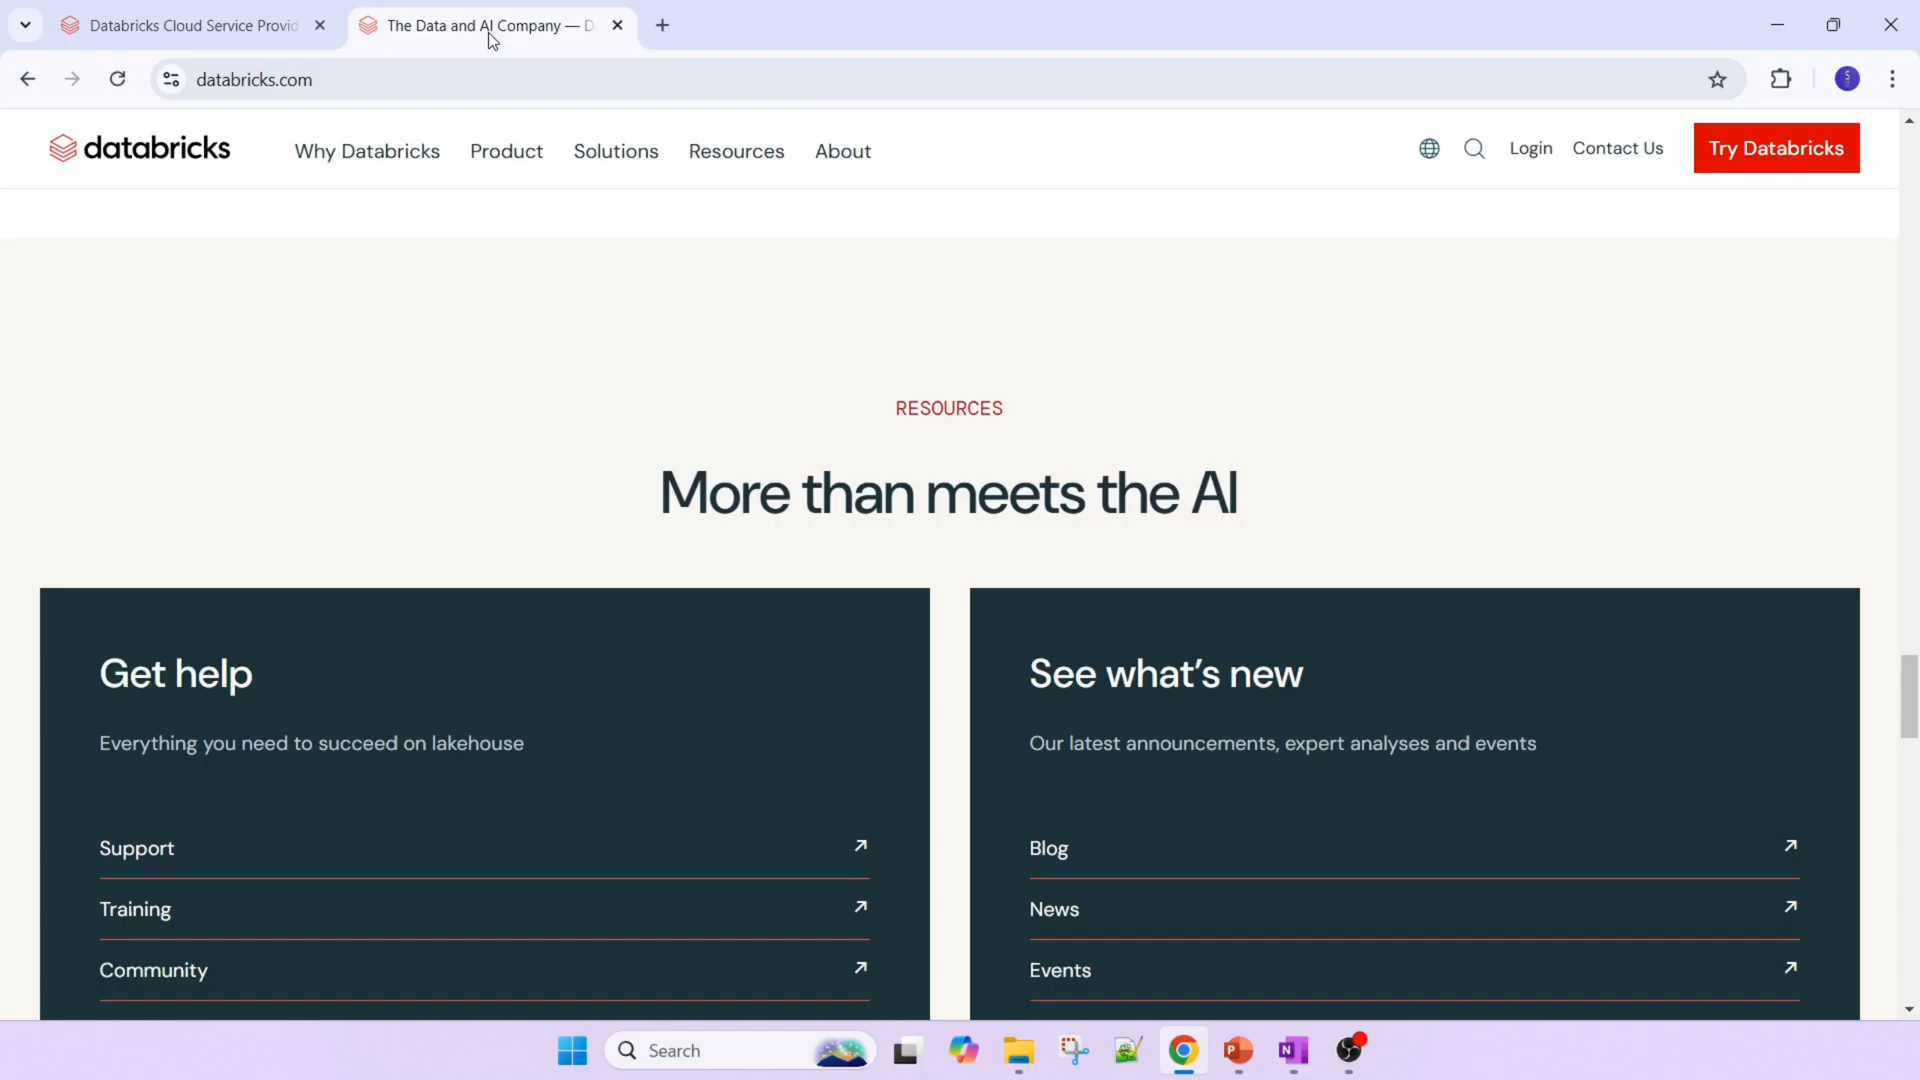 Databricks Cloud Service Provid
The Data and AI Company — D
databricks.com
databricks
Why Databricks
Product
Solutions
Resources
About
Login
Contact Us
Try Databricks
RESOURCES
More than meets the AI
Get help
Everything you need to succeed on lakehouse
Support
Training
Community
See what's new
Our latest announcements, expert analyses and events
Blog
News
Events
Search